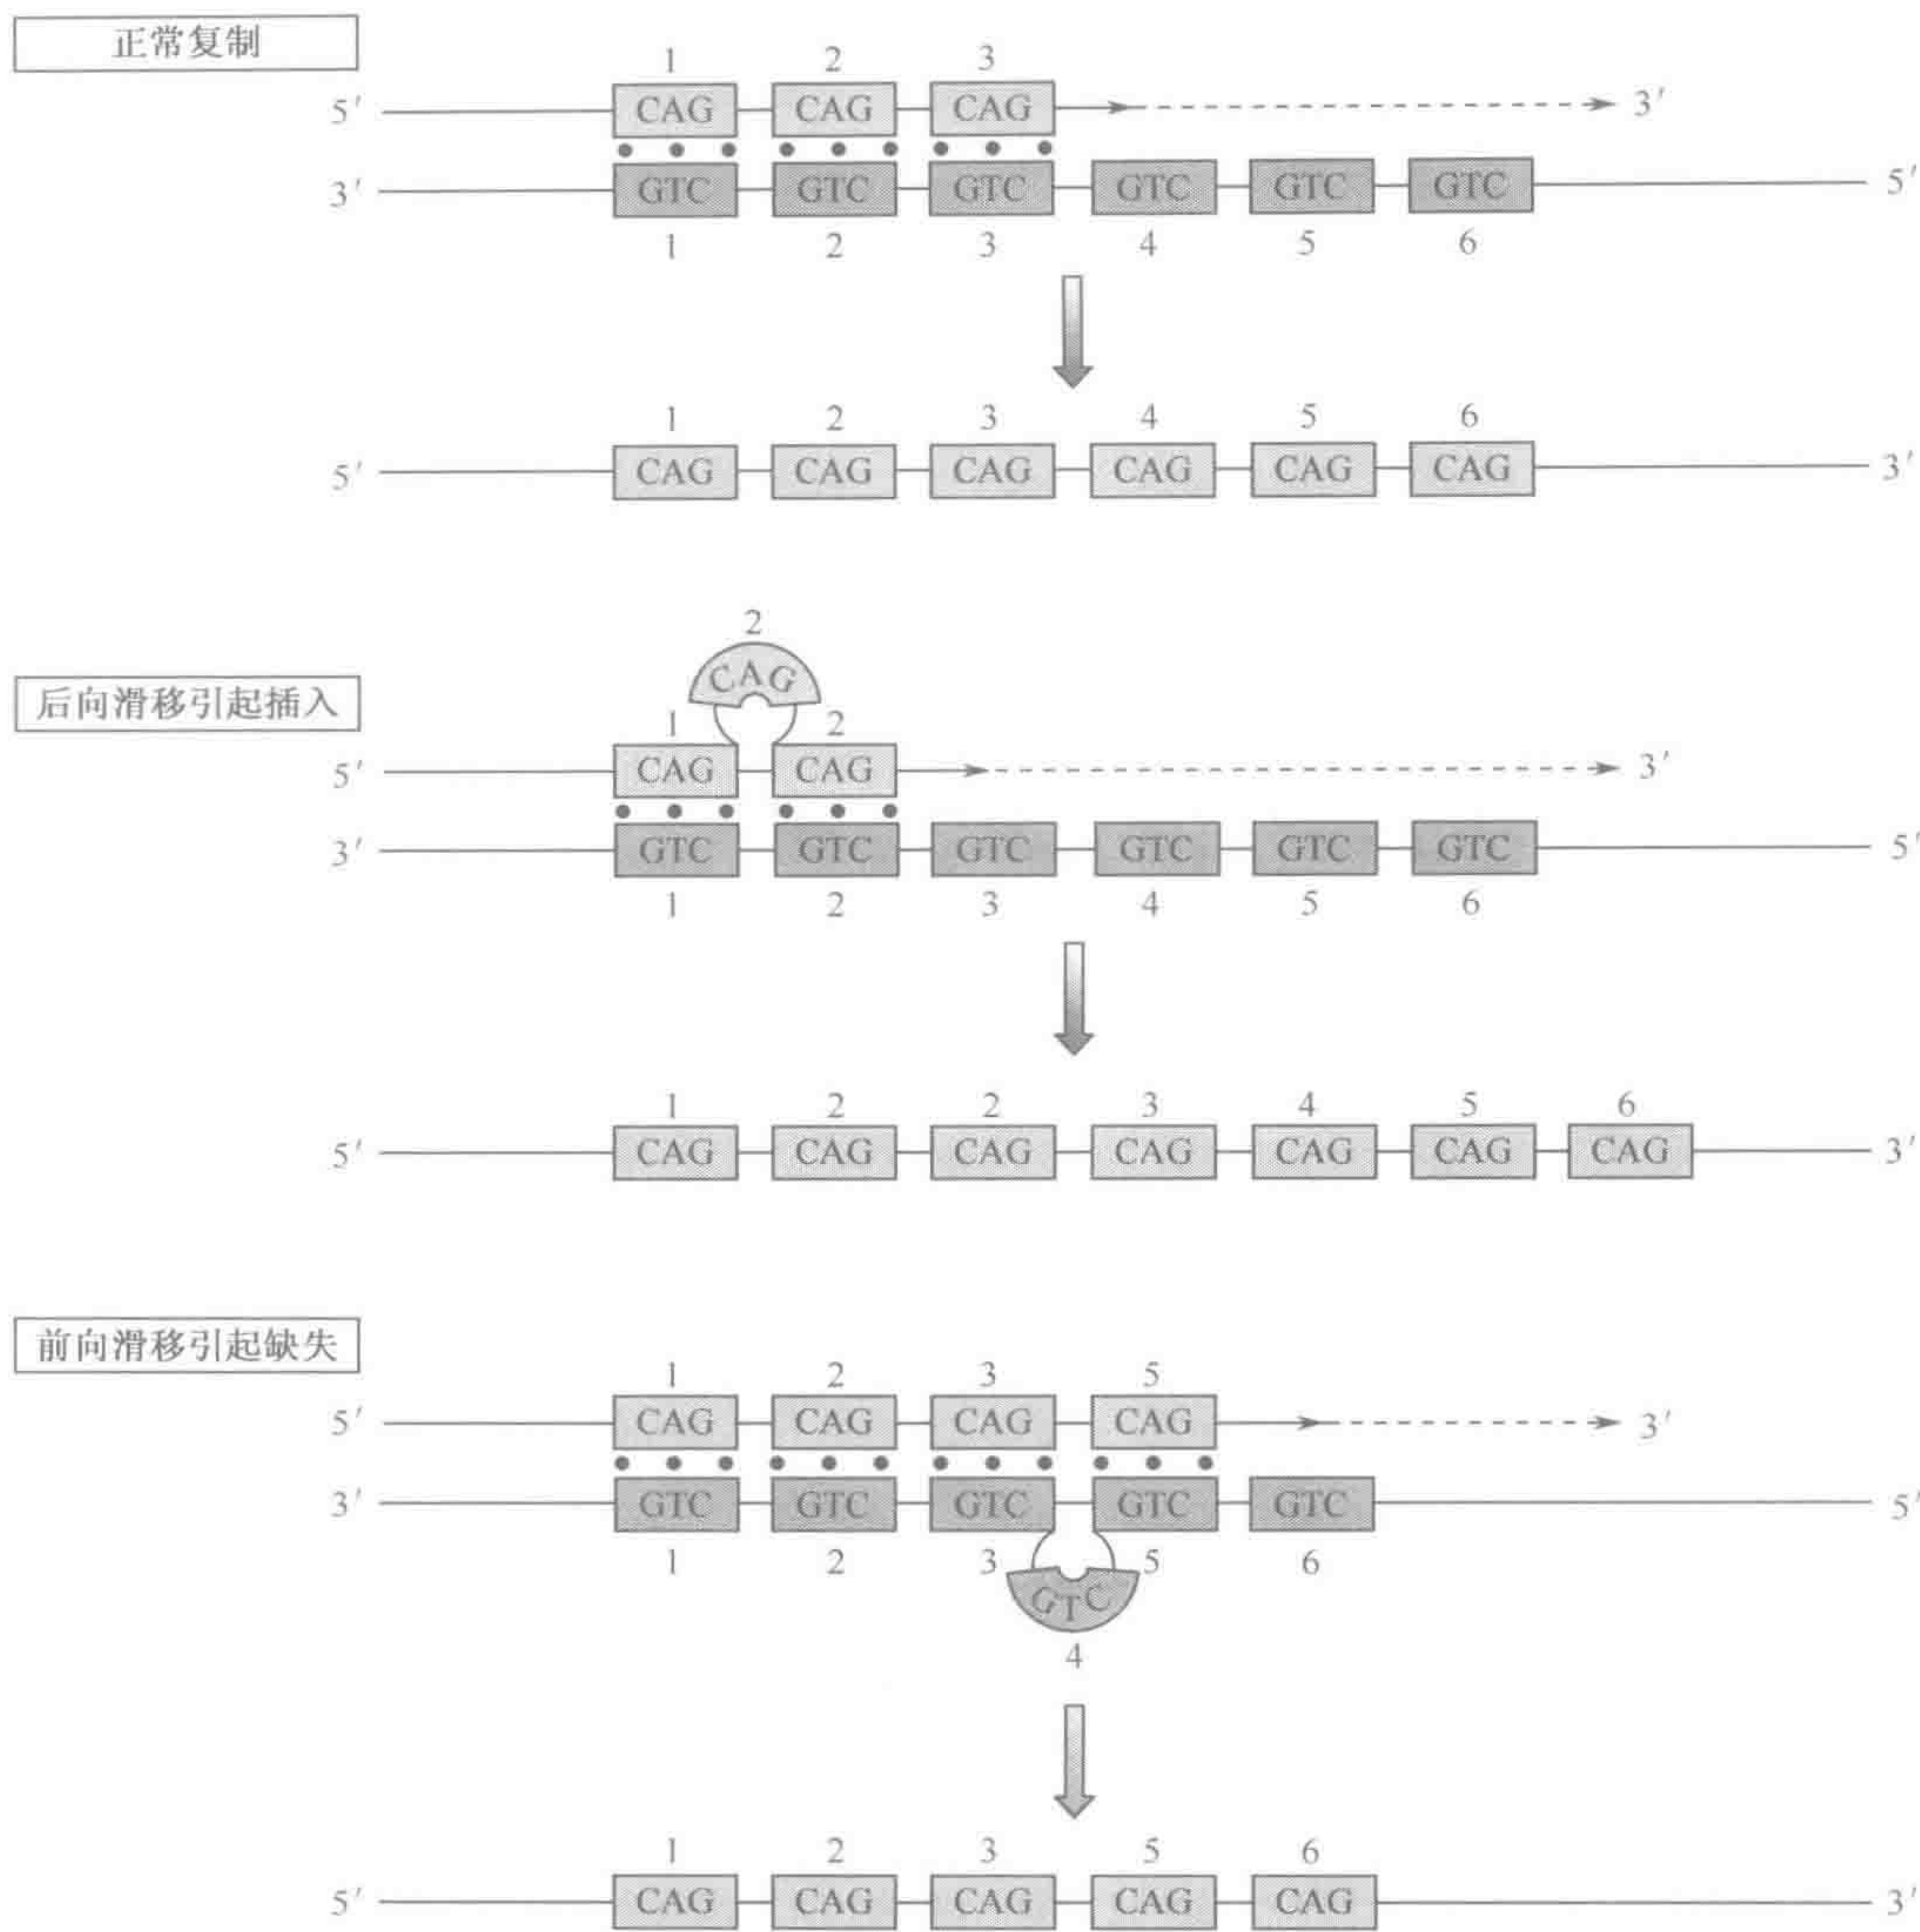 正常复制
1 2 3
5′ CAG CAG CAG 3′
3′ GTC GTC GTC GTC GTC GTC 5′
1 2 3 4 5 6
1 2 3 4 5 6
5′ CAG CAG CAG CAG CAG CAG 3′
2
CAG
后向滑移引起插入
1 2
5′ CAG CAG 3′
3′ GTC GTC GTC GTC GTC GTC 5′
1 2 3 4 5 6
1 2 2 3 4 5 6
5′ CAG CAG CAG CAG CAG CAG CAG 3′
前向滑移引起缺失
1 2 3 5
5′ CAG CAG CAG CAG 3′
3′ GTC GTC GTC GTC GTC 5′
1 2 3 5 6
GTC
4
1 2 3 5 6
5′ CAG CAG CAG CAG CAG 3′